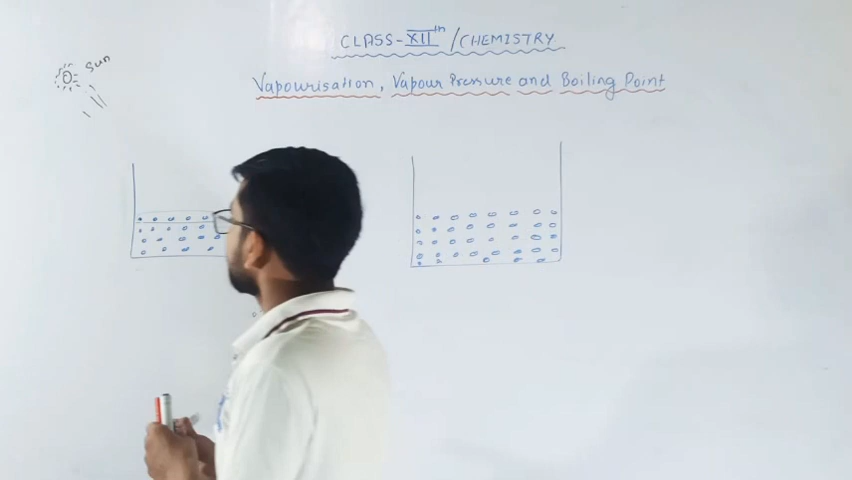 CLASS-XIIth/CHEMISTRY
Sun
Vapourisation, Vapour Pressure and Boiling Point